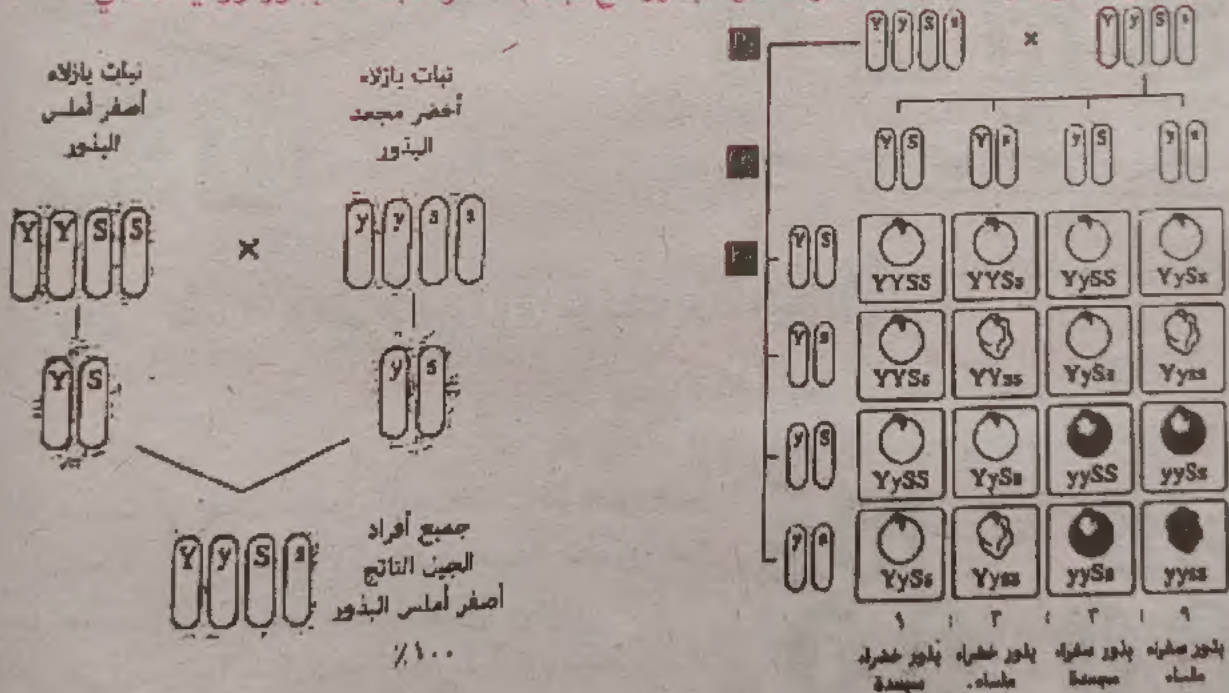 نبات بازلاء
أصفر أملس
البذور
نبات بازلاء
أخضر مجعد
البذور
Y Y S S
×
y y s s
Y S
y s
Y y S s
جميع أفراد
الجيل الناتج
أصفر أملس البذور
٪١٠٠
Y y S s × Y y S s
Y S Y s y S y s
Y S YYSS YYSs YySS YySs
Y s YYSs YYss YySs Yyss
y S YySS YySs yySS yySs
y s YySs Yyss yySs yyss
٩ : ٣ : ٣ : ١
بذور صفراء بذور صفراء بذور خضراء بذور خضراء
ملساء مجعدة ملساء مجعدة